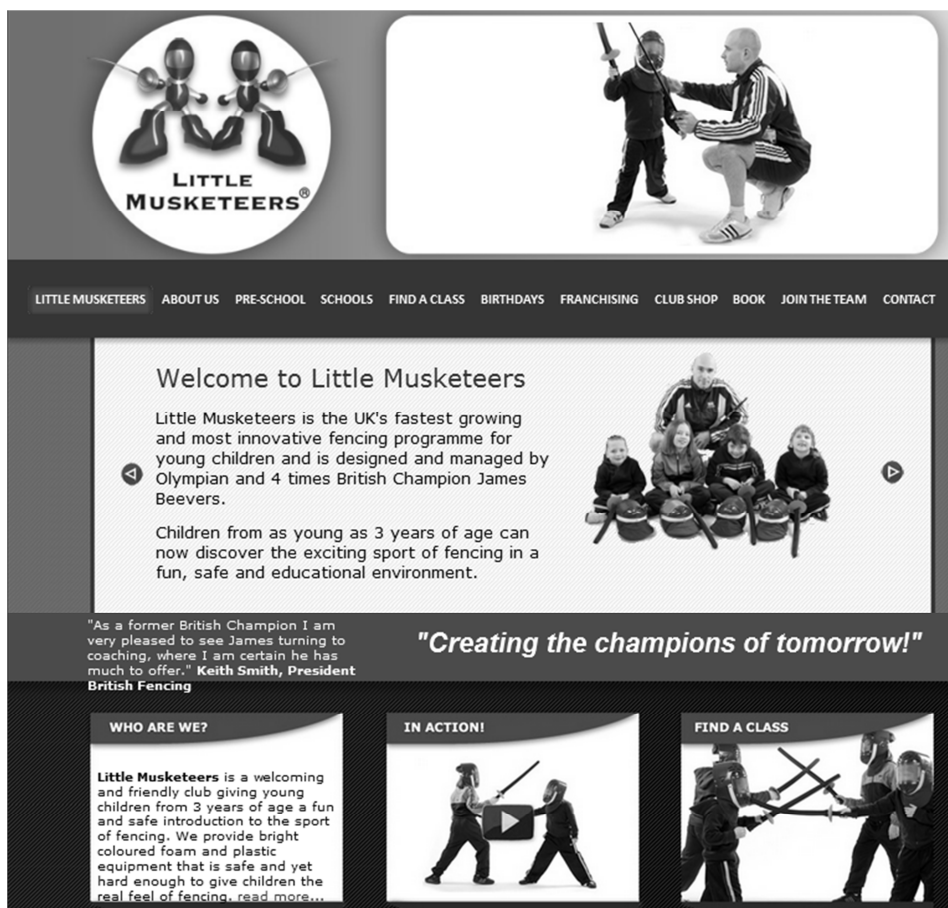 LITTLE
MUSKETEERS®
LITTLE MUSKETEERS ABOUT US PRE-SCHOOL SCHOOLS FIND A CLASS BIRTHDAYS FRANCHISING CLUB SHOP BOOK JOIN THE TEAM CONTACT
Welcome to Little Musketeers
Little Musketeers is the UK's fastest growing
and most innovative fencing programme for
young children and is designed and managed by
Olympian and 4 times British Champion James
Beevers.
Children from as young as 3 years of age can
now discover the exciting sport of fencing in a
fun, safe and educational environment.
"As a former British Champion I am
very pleased to see James turning to
coaching, where I am certain he has
much to offer." Keith Smith, President
British Fencing
"Creating the champions of tomorrow!"
WHO ARE WE?
Little Musketeers is a welcoming
and friendly club giving young
children from 3 years of age a fun
and safe introduction to the sport
of fencing. We provide bright
coloured foam and plastic
equipment that is safe and yet
hard enough to give children the
real feel of fencing. read more...
IN ACTION!
FIND A CLASS